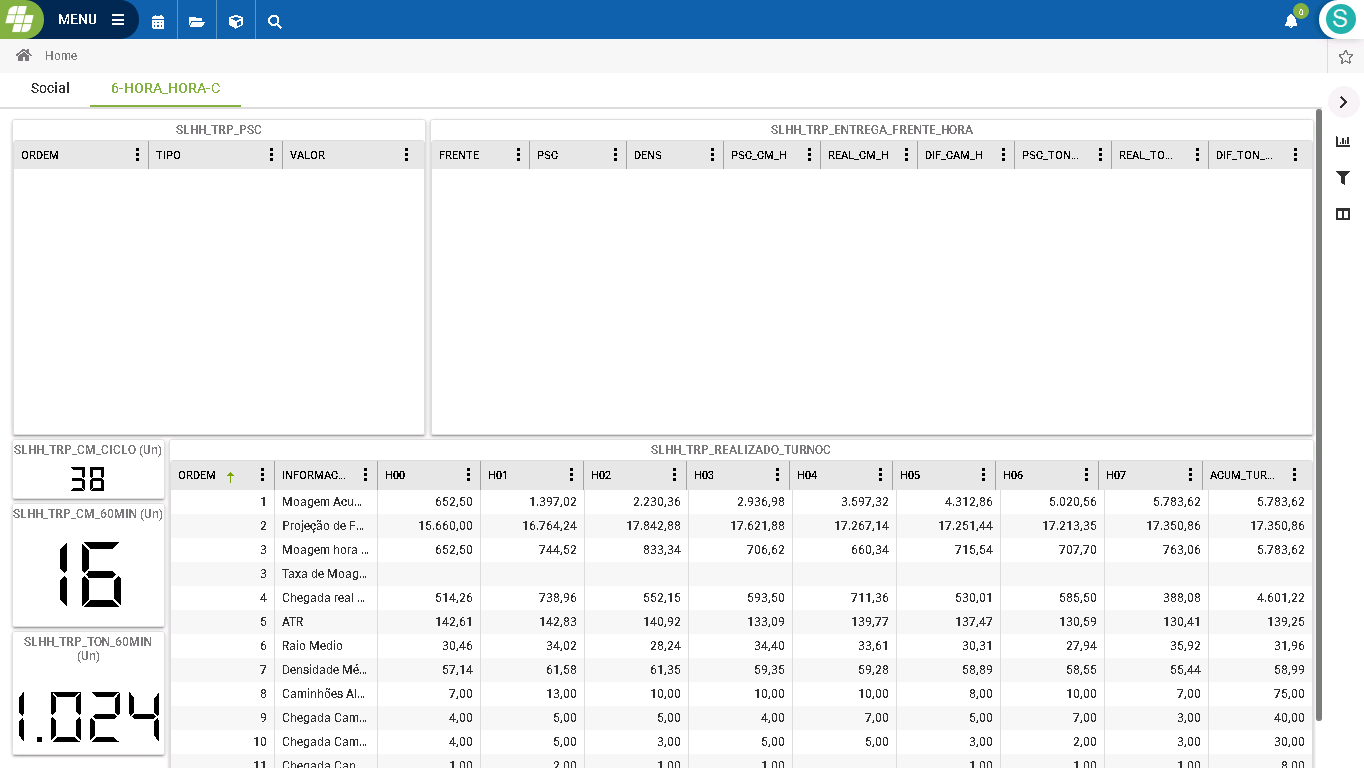 MENU
0
S
Home
Social 6-HORA_HORA-C
SLHH_TRP_PSC
ORDEM TIPO VALOR
SLHH_TRP_ENTREGA_FRENTE_HORA
FRENTE PSC DENS PSC_CM_H REAL_CM_H DIF_CAM_H PSC_TON... REAL_TO... DIF_TON_...
SLHH_TRP_CM_CICLO (Un)
38
SLHH_TRP_CM_60MIN (Un)
16
SLHH_TRP_TON_60MIN
(Un)
1.024
SLHH_TRP_REALIZADO_TURNOC
ORDEM INFORMAC... H00 H01 H02 H03 H04 H05 H06 H07 ACUM_TUR...
1 Moagem Acu... 652,50 1.397,02 2.230,36 2.936,98 3.597,32 4.312,86 5.020,56 5.783,62 5.783,62
2 Projeção de F... 15.660,00 16.764,24 17.842,88 17.621,88 17.267,14 17.251,44 17.213,35 17.350,86 17.350,86
3 Moagem hora ... 652,50 744,52 833,34 706,62 660,34 715,54 707,70 763,06 5.783,62
3 Taxa de Moag...
4 Chegada real ... 514,26 738,96 552,15 593,50 711,36 530,01 585,50 388,08 4.601,22
5 ATR 142,61 142,83 140,92 133,09 139,77 137,47 130,59 130,41 139,25
6 Raio Medio 30,46 34,02 28,24 34,40 33,61 30,31 27,94 35,92 31,96
7 Densidade Mé... 57,14 61,58 61,35 59,35 59,28 58,89 58,55 55,44 58,99
8 Caminhões Al... 7,00 13,00 10,00 10,00 10,00 8,00 10,00 7,00 75,00
9 Chegada Cam... 4,00 5,00 5,00 4,00 7,00 5,00 7,00 3,00 40,00
10 Chegada Cam... 4,00 5,00 3,00 5,00 5,00 3,00 2,00 3,00 30,00
11 Chegada Can... 1,00 2,00 1,00 1,00 1,00 1,00 1,00 8,00